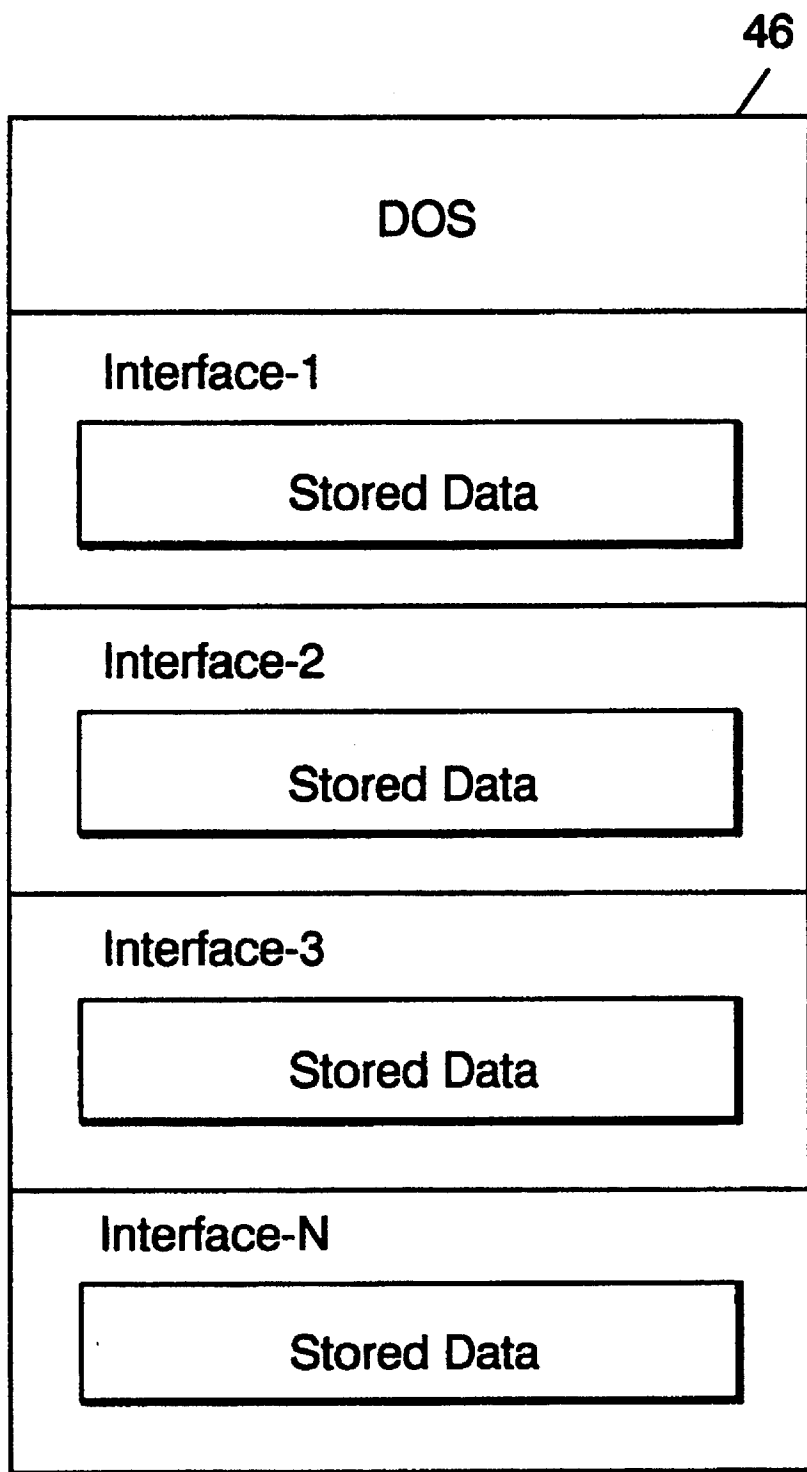 46
DOS
Interface-1
Stored Data
Interface-2
Stored Data
Interface-3
Stored Data
Interface-N
Stored Data